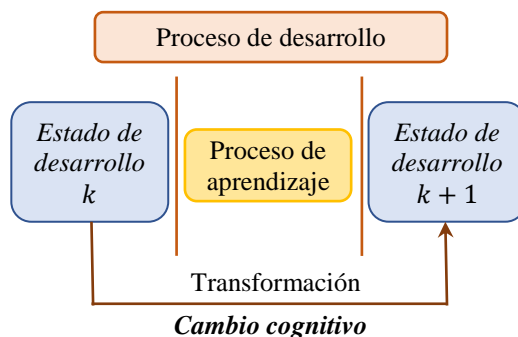 Proceso de desarrollo
Estado de
desarrollo
k
Proceso de
aprendizaje
Estado de
desarrollo
k + 1
Transformación
Cambio cognitivo